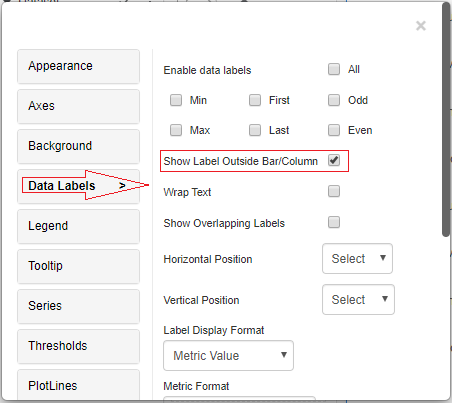 ×
Appearance
Axes
Background
Data Labels >
Legend
Tooltip
Series
Thresholds
PlotLines
Enable data labels All
Min First Odd
Max Last Even
Show Label Outside Bar/Column
Wrap Text
Show Overlapping Labels
Horizontal Position Select
Vertical Position Select
Label Display Format
Metric Value
Metric Format